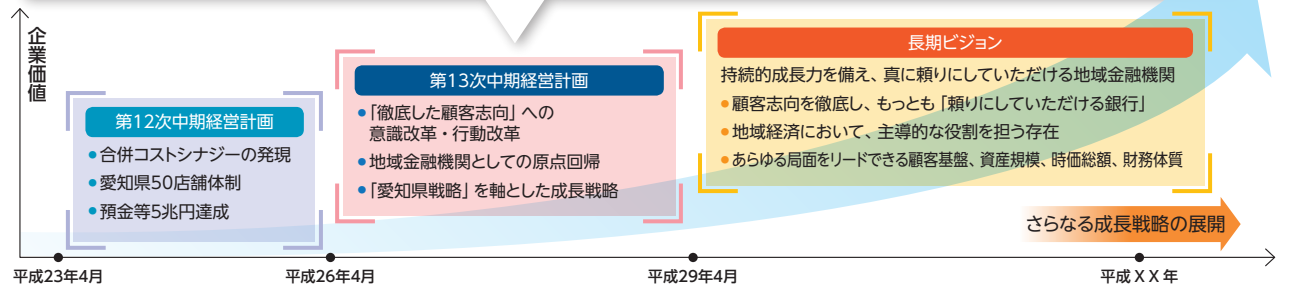 企業価値
第12次中期経営計画
●合併コストシナジーの発現
●愛知県50店舗体制
●預金等5兆円達成
第13次中期経営計画
●「徹底した顧客志向」への
意識改革・行動改革
●地域金融機関としての原点回帰
●「愛知県戦略」を軸とした成長戦略
長期ビジョン
持続的成長力を備え、真に頼りにしていただける地域金融機関
●顧客志向を徹底し、もっとも「頼りにしていただける銀行」
●地域経済において、主導的な役割を担う存在
●あらゆる局面をリードできる顧客基盤、資産規模、時価総額、財務体質
さらなる成長戦略の展開
平成23年4月
平成26年4月
平成29年4月
平成XX年